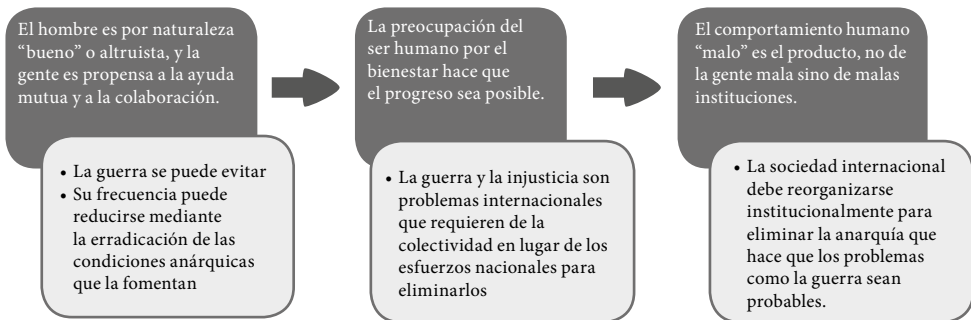 El hombre es por naturaleza
“bueno” o altruista, y la
gente es propensa a la ayuda
mutua y a la colaboración.
• La guerra se puede evitar
• Su frecuencia puede
reducirse mediante
la erradicación de las
condiciones anárquicas
que la fomentan
La preocupación del
ser humano por el
bienestar hace que
el progreso sea posible.
• La guerra y la injusticia son
problemas internacionales
que requieren de la
colectividad en lugar de los
esfuerzos nacionales para
eliminarlos
El comportamiento humano
“malo” es el producto, no de
la gente mala sino de malas
instituciones.
• La sociedad internacional
debe reorganizarse
institucionalmente para
eliminar la anarquía que
hace que los problemas
como la guerra sean
probables.